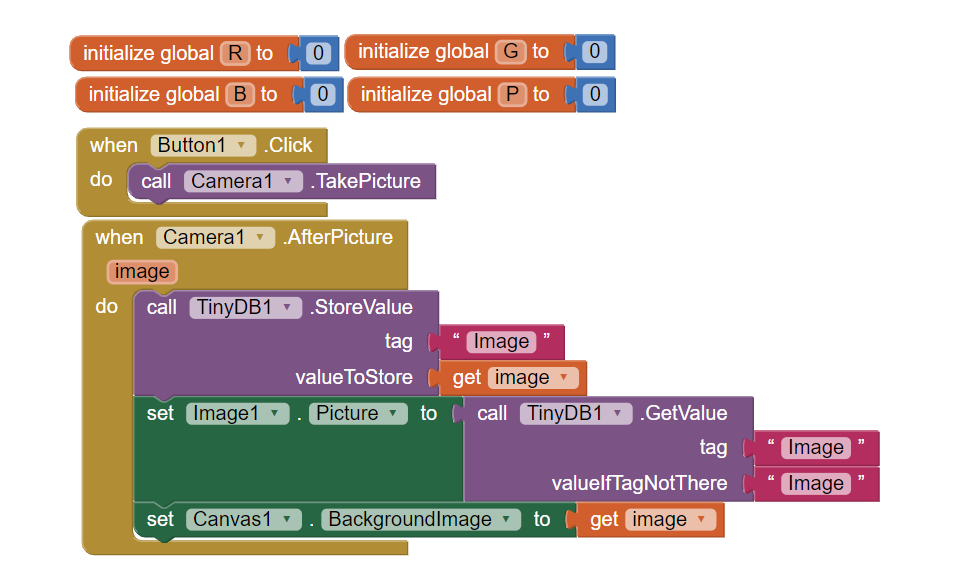 initialize global R to 0 initialize global G to 0
initialize global B to 0 initialize global P to 0
when Button1 .Click
do call Camera1 .TakePicture
when Camera1 .AfterPicture
image
do call TinyDB1 .StoreValue
tag “ Image ”
valueToStore get image
set Image1 . Picture to call TinyDB1 .GetValue
tag “ Image ”
valueIfTagNotThere “ Image ”
set Canvas1 . BackgroundImage to get image